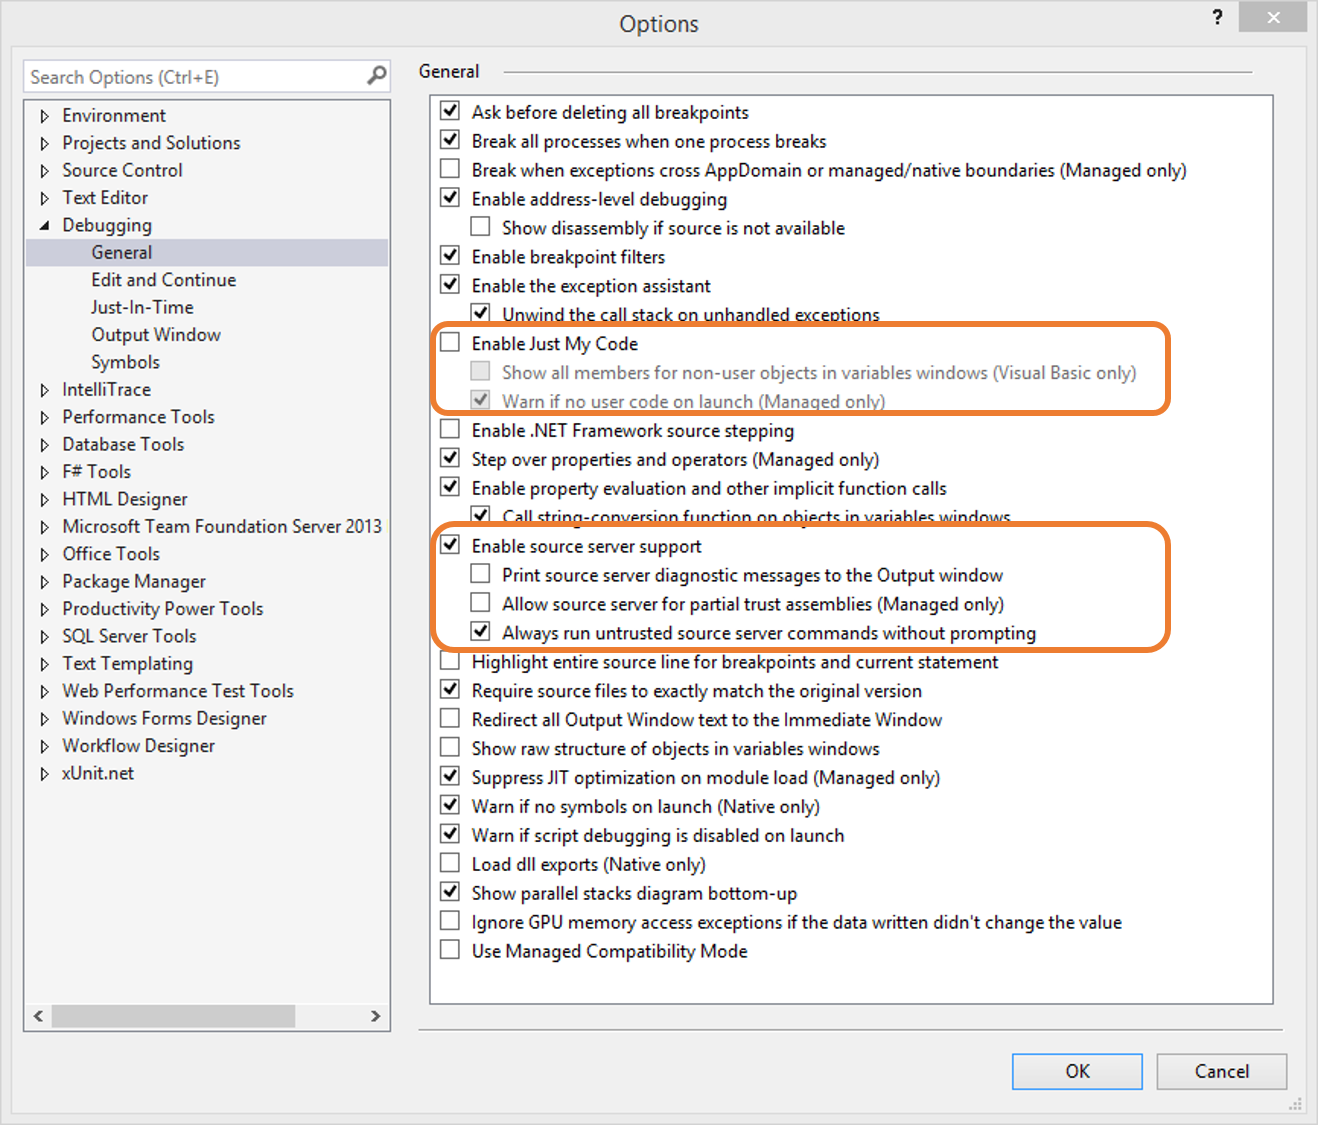 Options
?
Search Options (Ctrl+E)
Environment
Projects and Solutions
Source Control
Text Editor
Debugging
General
Edit and Continue
Just-In-Time
Output Window
Symbols
IntelliTrace
Performance Tools
Database Tools
F# Tools
HTML Designer
Microsoft Team Foundation Server 2013
Office Tools
Package Manager
Productivity Power Tools
SQL Server Tools
Text Templating
Web Performance Test Tools
Windows Forms Designer
Workflow Designer
xUnit.net
General
Ask before deleting all breakpoints
Break all processes when one process breaks
Break when exceptions cross AppDomain or managed/native boundaries (Managed only)
Enable address-level debugging
Show disassembly if source is not available
Enable breakpoint filters
Enable the exception assistant
Unwind the call stack on unhandled exceptions
Enable Just My Code
Show all members for non-user objects in variables windows (Visual Basic only)
Warn if no user code on launch (Managed only)
Enable .NET Framework source stepping
Step over properties and operators (Managed only)
Enable property evaluation and other implicit function calls
Call string-conversion function on objects in variables windows
Enable source server support
Print source server diagnostic messages to the Output window
Allow source server for partial trust assemblies (Managed only)
Always run untrusted source server commands without prompting
Highlight entire source line for breakpoints and current statement
Require source files to exactly match the original version
Redirect all Output Window text to the Immediate Window
Show raw structure of objects in variables windows
Suppress JIT optimization on module load (Managed only)
Warn if no symbols on launch (Native only)
Warn if script debugging is disabled on launch
Load dll exports (Native only)
Show parallel stacks diagram bottom-up
Ignore GPU memory access exceptions if the data written didn't change the value
Use Managed Compatibility Mode
OK
Cancel